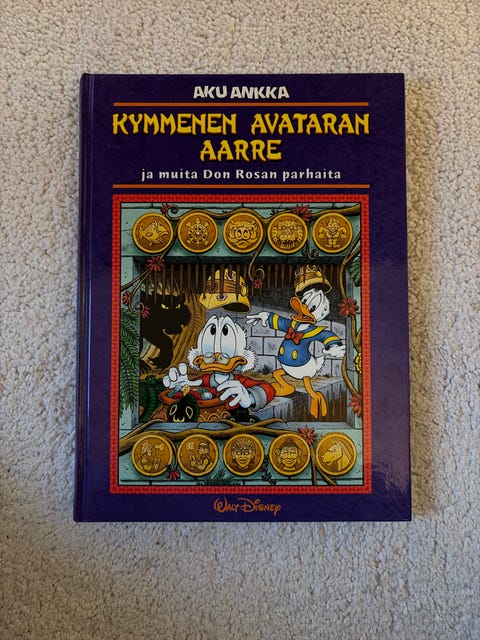 AKU ANKKA
KYMMENEN AVATARAN
AARRE
ja muita Don Rosan parhaita
WALT DISNEY